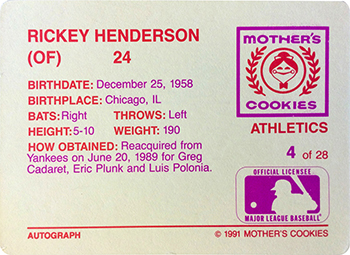 RICKEY HENDERSON
(OF) 24
BIRTHDATE: December 25, 1958
BIRTHPLACE: Chicago, IL
BATS: Right THROWS: Left
HEIGHT: 5-10 WEIGHT: 190
HOW OBTAINED: Reacquired from
Yankees on June 20, 1989 for Greg
Cadaret, Eric Plunk and Luis Polonia.
MOTHER'S
COOKIES
ATHLETICS
4 of 28
OFFICIAL LICENSEE
MAJOR LEAGUE BASEBALL
AUTOGRAPH
© 1991 MOTHER'S COOKIES